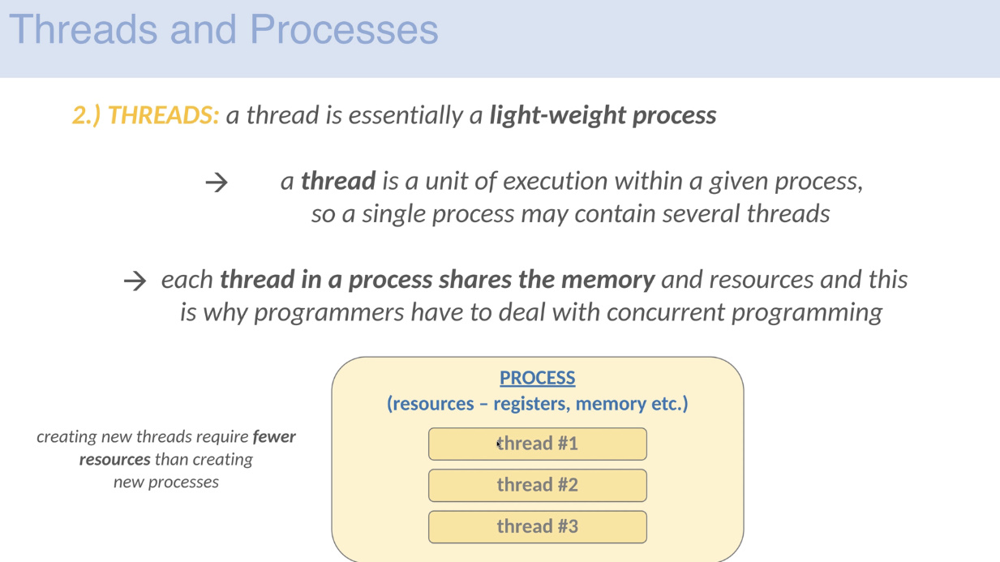 Threads and Processes
2.) THREADS: a thread is essentially a light-weight process
→ a thread is a unit of execution within a given process,
so a single process may contain several threads
→ each thread in a process shares the memory and resources and this
is why programmers have to deal with concurrent programming
PROCESS
(resources – registers, memory etc.)
creating new threads require fewer
resources than creating
new processes
thread #1
thread #2
thread #3